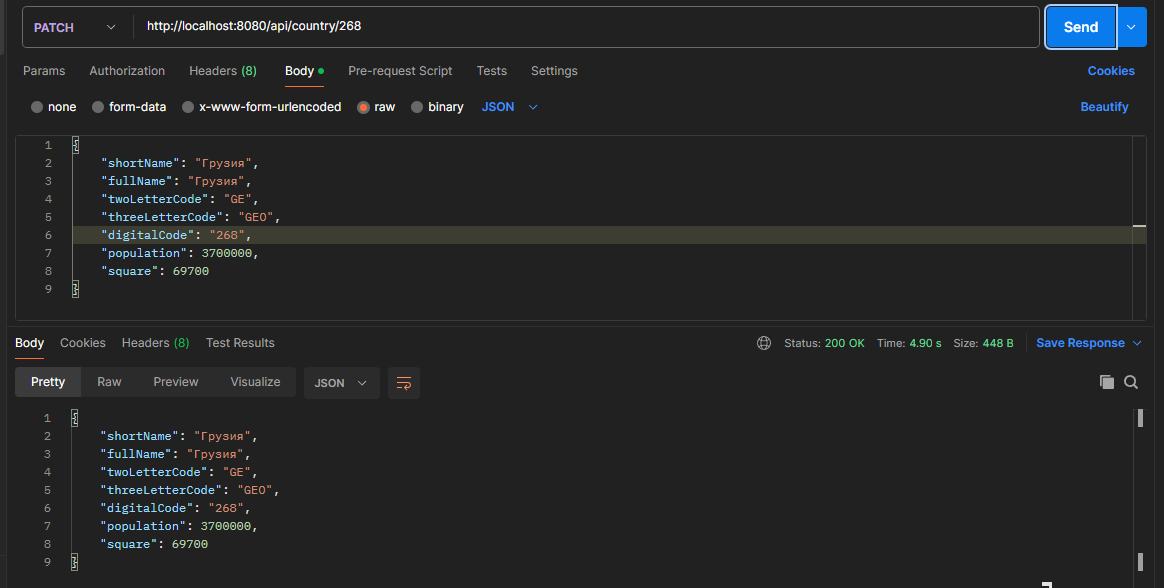 PATCH http://localhost:8080/api/country/268 Send
Params Authorization Headers (8) Body Pre-request Script Tests Settings Cookies
none form-data x-www-form-urlencoded raw binary JSON Beautify
1 {
2 "shortName": "Грузия",
3 "fullName": "Грузия",
4 "twoLetterCode": "GE",
5 "threeLetterCode": "GEO",
6 "digitalCode": "268",
7 "population": 3700000,
8 "square": 69700
9 }
Body Cookies Headers (8) Test Results Status: 200 OK Time: 4.90 s Size: 448 B Save Response
Pretty Raw Preview Visualize JSON
1 {
2 "shortName": "Грузия",
3 "fullName": "Грузия",
4 "twoLetterCode": "GE",
5 "threeLetterCode": "GEO",
6 "digitalCode": "268",
7 "population": 3700000,
8 "square": 69700
9 }